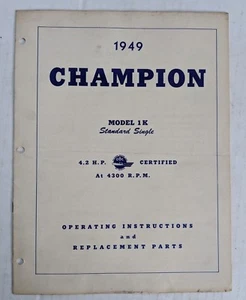 1949
CHAMPION
MODEL 1K
Standard Single
4.2 H.P. CERTIFIED
At 4300 R.P.M.
OPERATING INSTRUCTIONS
and
REPLACEMENT PARTS